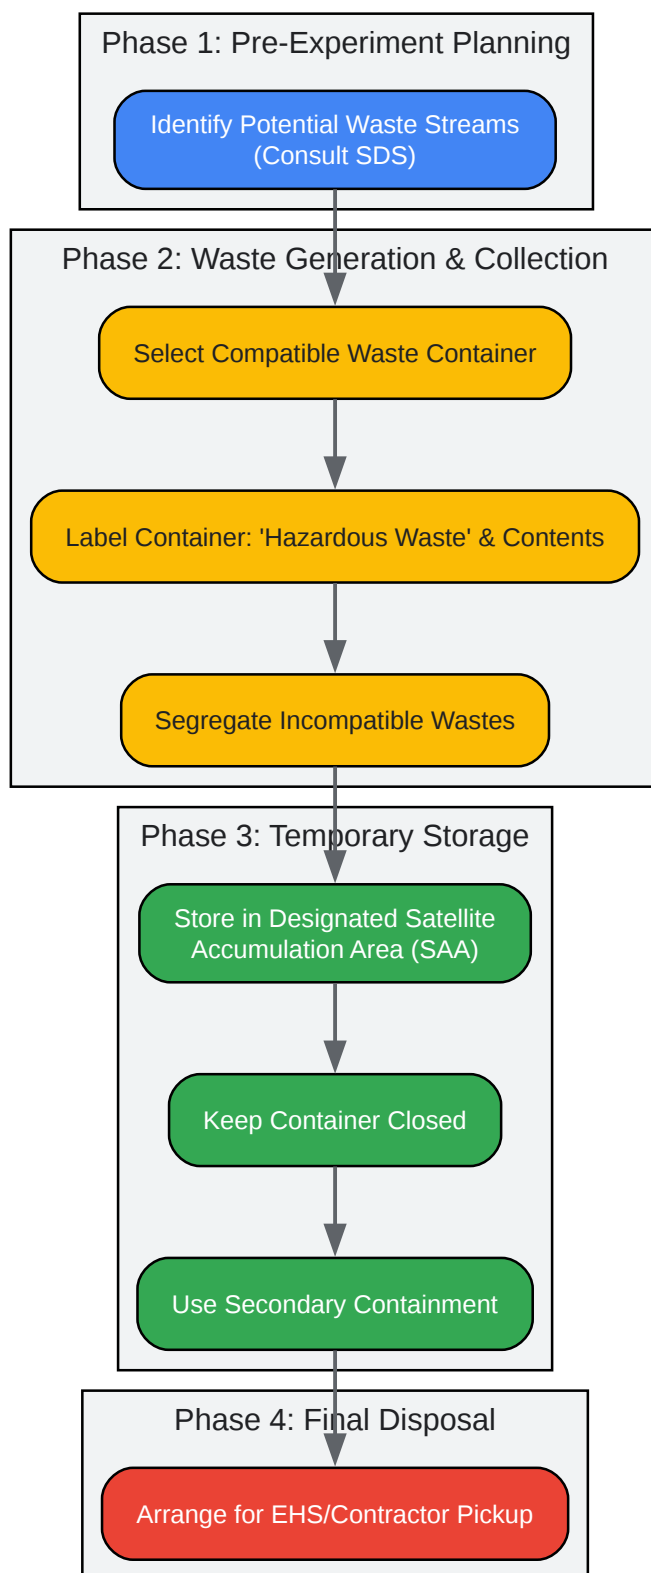 Phase 1: Pre-Experiment Planning
Identify Potential Waste Streams
(Consult SDS)
Phase 2: Waste Generation & Collection
Select Compatible Waste Container
Label Container: 'Hazardous Waste' & Contents
Segregate Incompatible Wastes
Phase 3: Temporary Storage
Store in Designated Satellite
Accumulation Area (SAA)
Keep Container Closed
Use Secondary Containment
Phase 4: Final Disposal
Arrange for EHS/Contractor Pickup